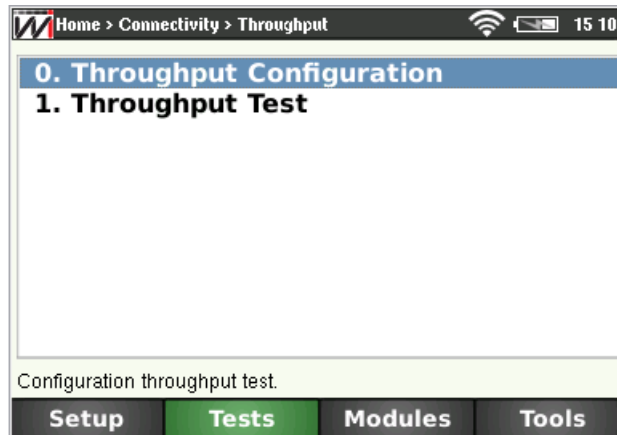 Home > Connectivity > Throughput 15 10
0. Throughput Configuration
1. Throughput Test
Configuration throughput test.
Setup Tests Modules Tools